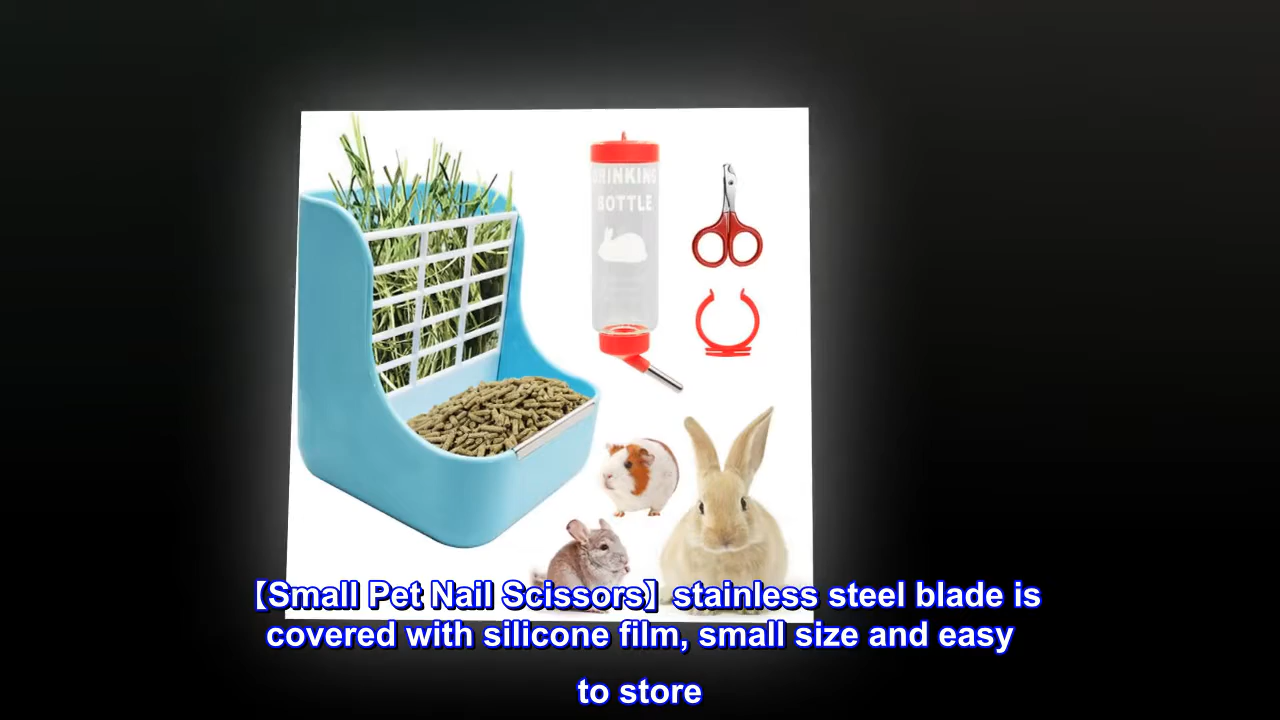 DRINKING
BOTTLE
【Small Pet Nail Scissors】stainless steel blade is
covered with silicone film, small size and easy
to store